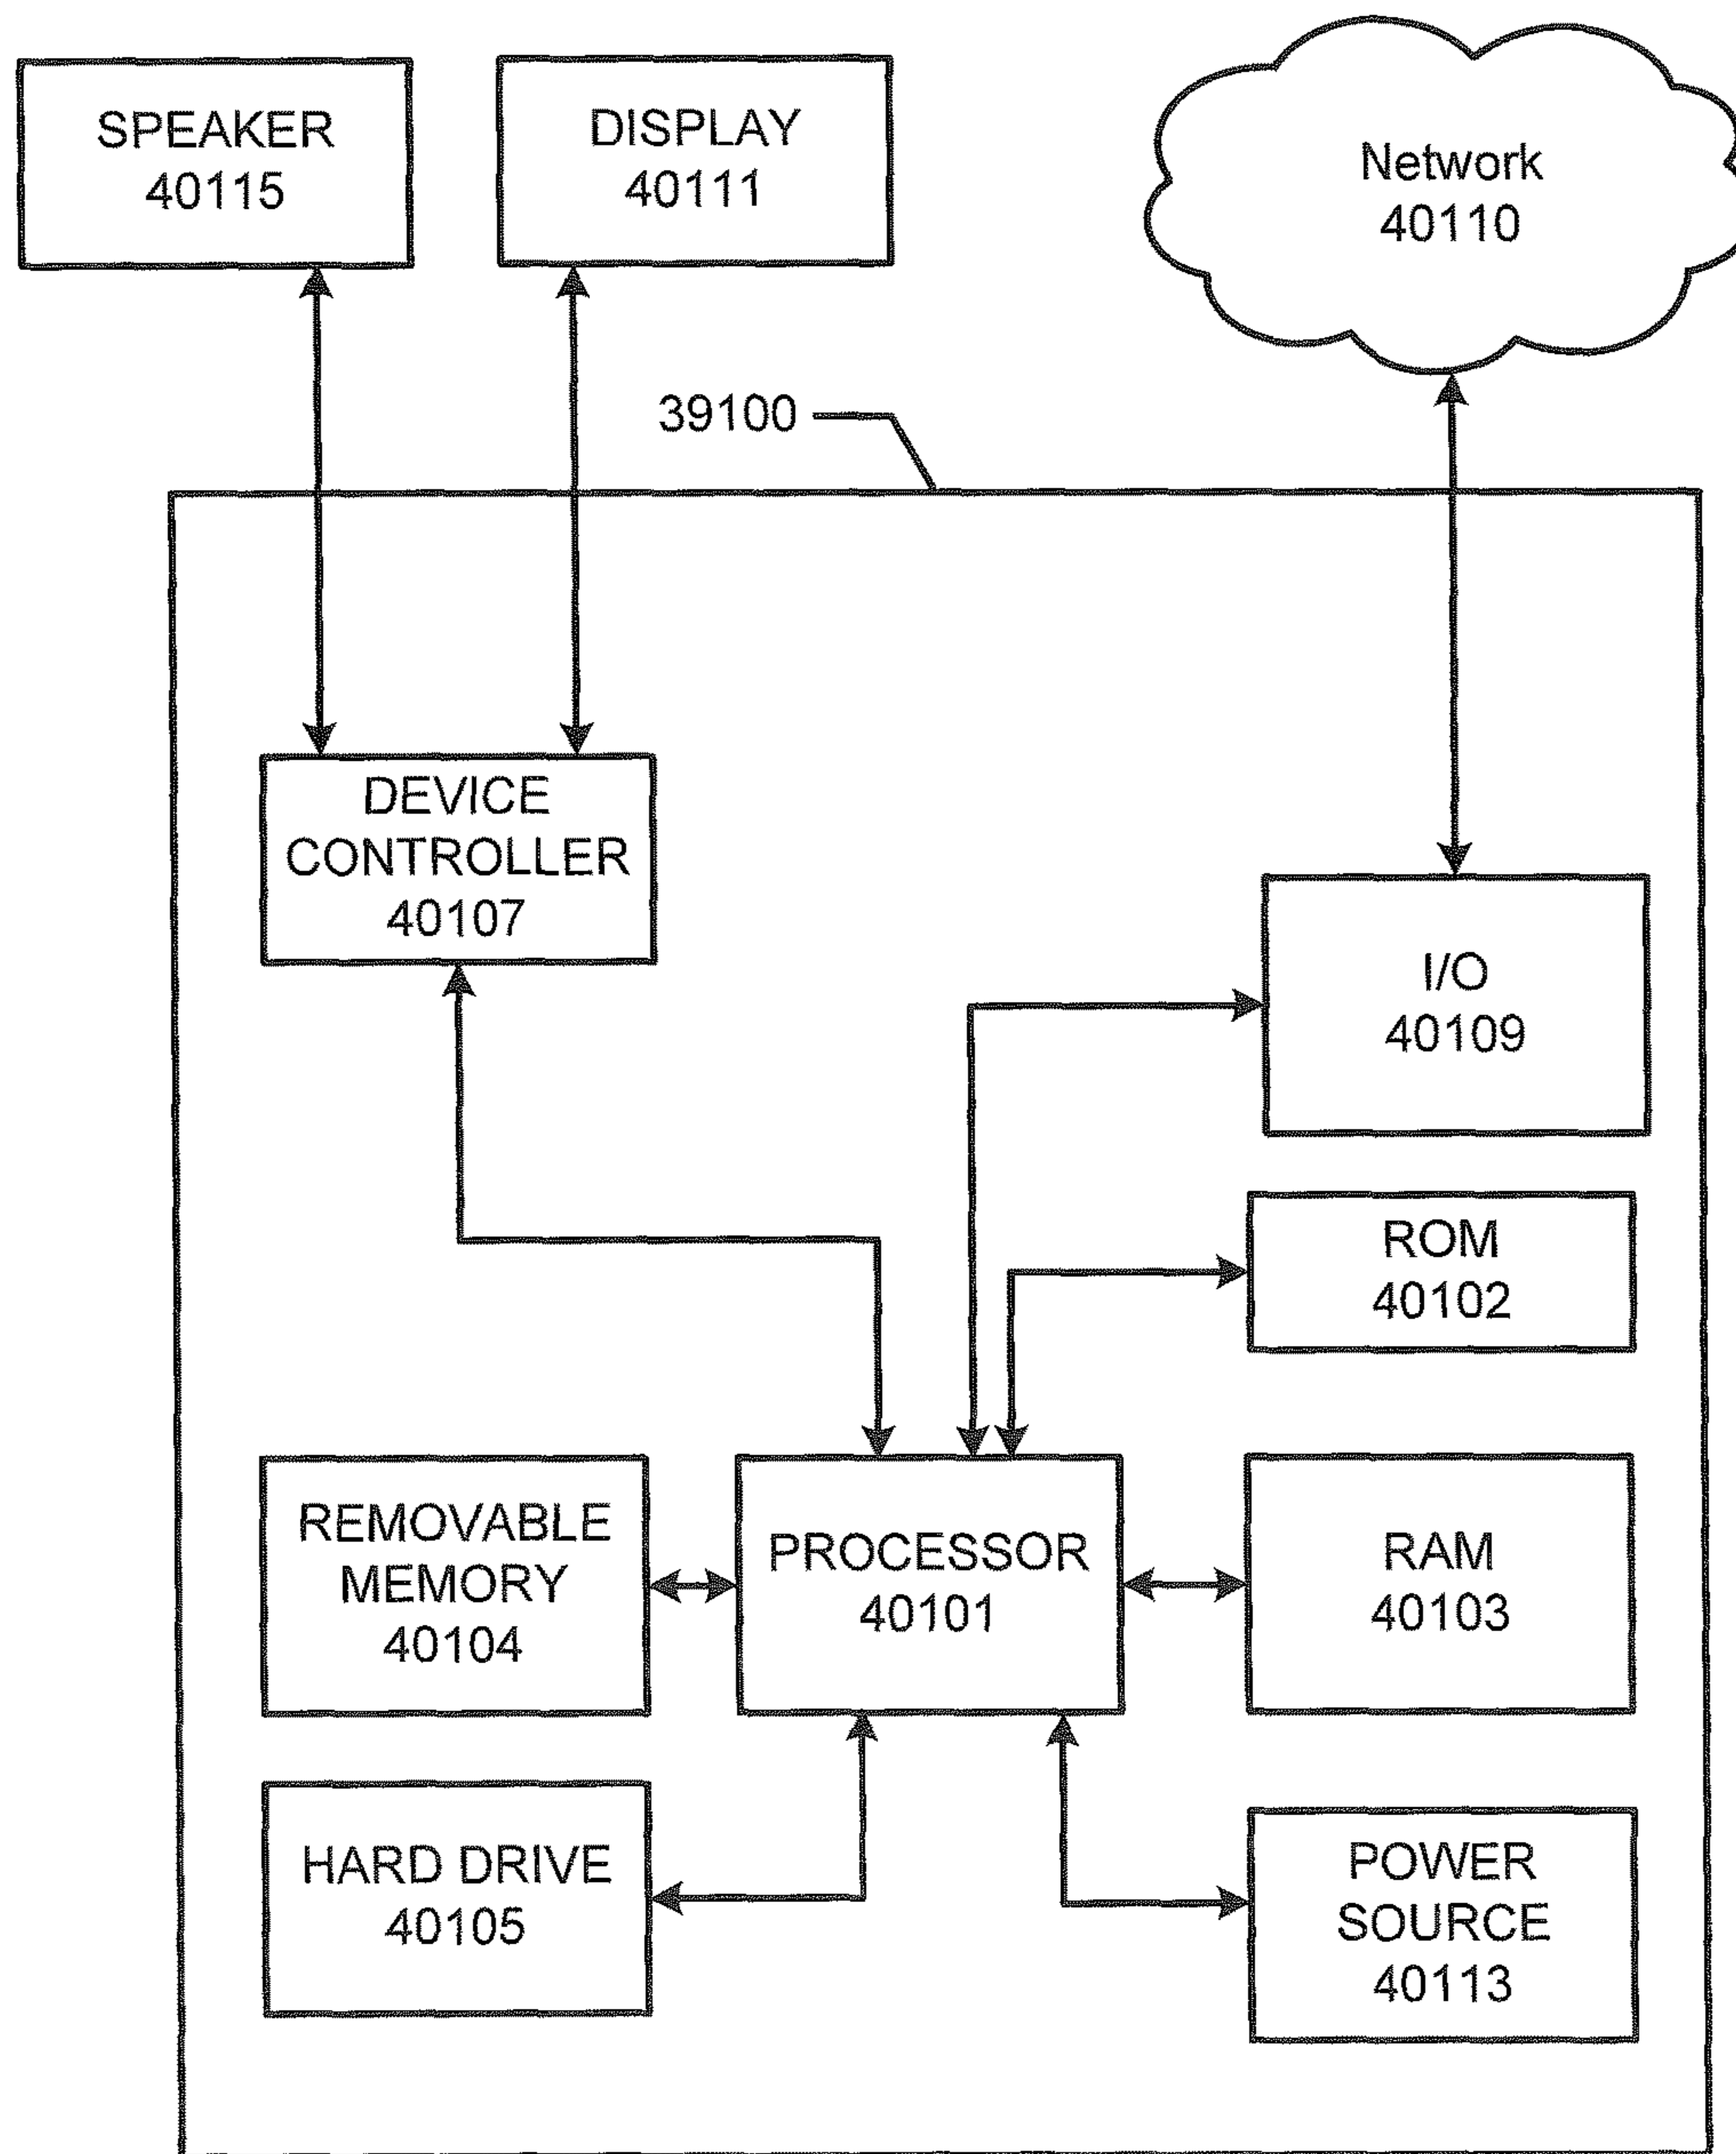 SPEAKER
40115
DISPLAY
40111
Network
40110
39100
DEVICE
CONTROLLER
40107
I/O
40109
ROM
40102
REMOVABLE
MEMORY
40104
PROCESSOR
40101
RAM
40103
HARD DRIVE
40105
POWER
SOURCE
40113